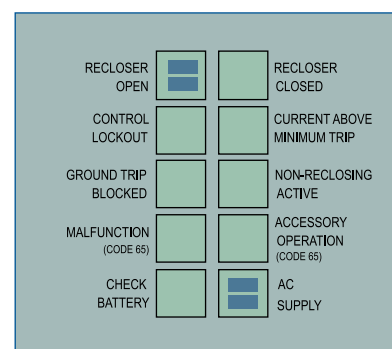 RECLOSER
OPEN
RECLOSER
CLOSED
CONTROL
LOCKOUT
CURRENT ABOVE
MINIMUM TRIP
GROUND TRIP
BLOCKED
NON-RECLOSING
ACTIVE
MALFUNCTION
(CODE 65)
ACCESSORY
OPERATION
(CODE 65)
CHECK
BATTERY
AC
SUPPLY